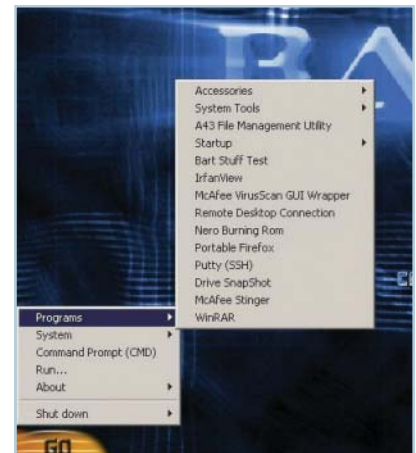 BA
Accessories
System Tools
A43 File Management Utility
Startup
Bart Stuff Test
IrfanView
McAfee VirusScan GUI Wrapper
Remote Desktop Connection
Nero Burning Rom
Portable Firefox
Putty (SSH)
Drive SnapShot
McAfee Stinger
WinRAR
Programs
System
Command Prompt (CMD)
Run...
About
Shut down
GO